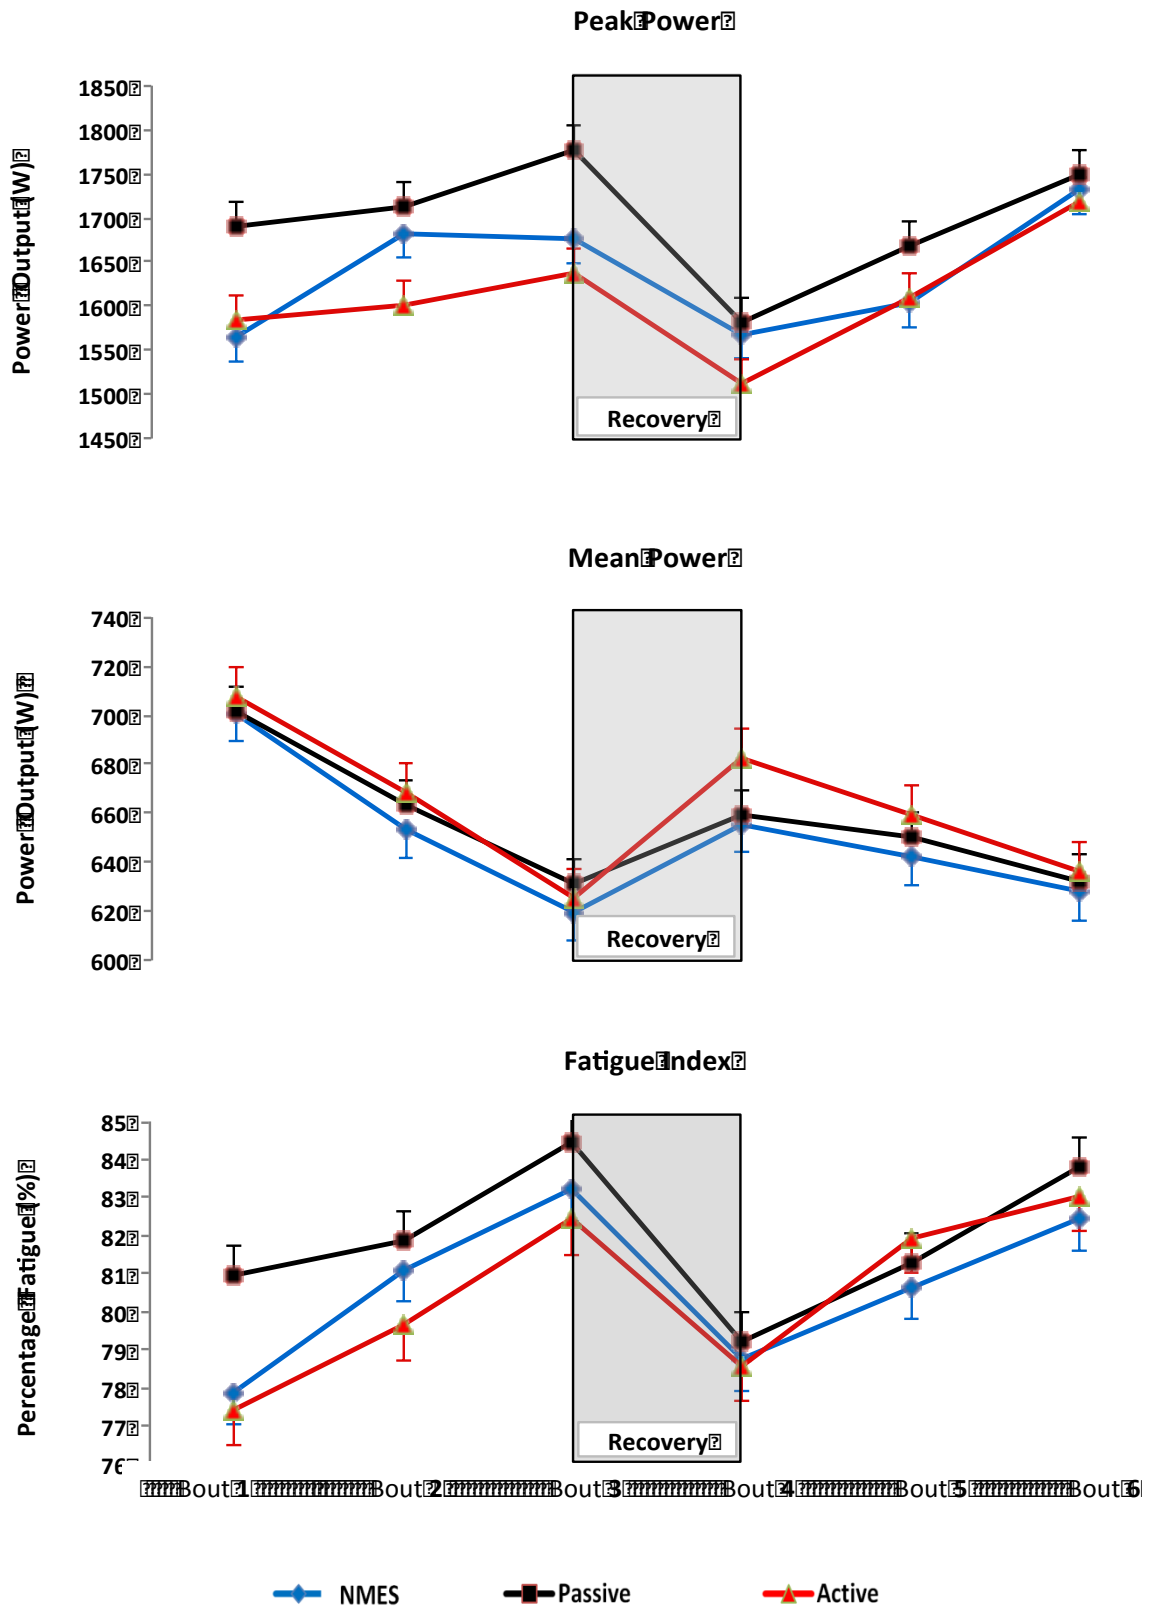 Peak Power
1850
1800
1750
1700
1650
1600
1550
1500
1450
Power Output (W)
Recovery
Mean Power
740
720
700
680
660
640
620
600
Power Output (W)
Recovery
Fatigue Index
85
84
83
82
81
80
79
78
77
76
Percentage Fatigue (%)
Recovery
Bout 1 Bout 2 Bout 3 Bout 4 Bout 5 Bout 6
NMES Passive Active